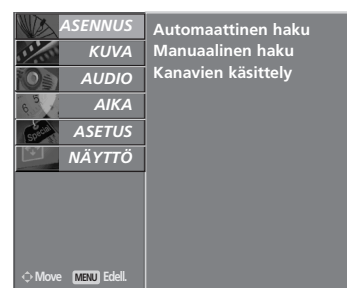 ASENNUS
KUVA
AUDIO
AIKA
ASETUS
NÄYTTÖ
Automaattinen haku
Manuaalinen haku
Kanavien käsittely
Move MENU Edell.